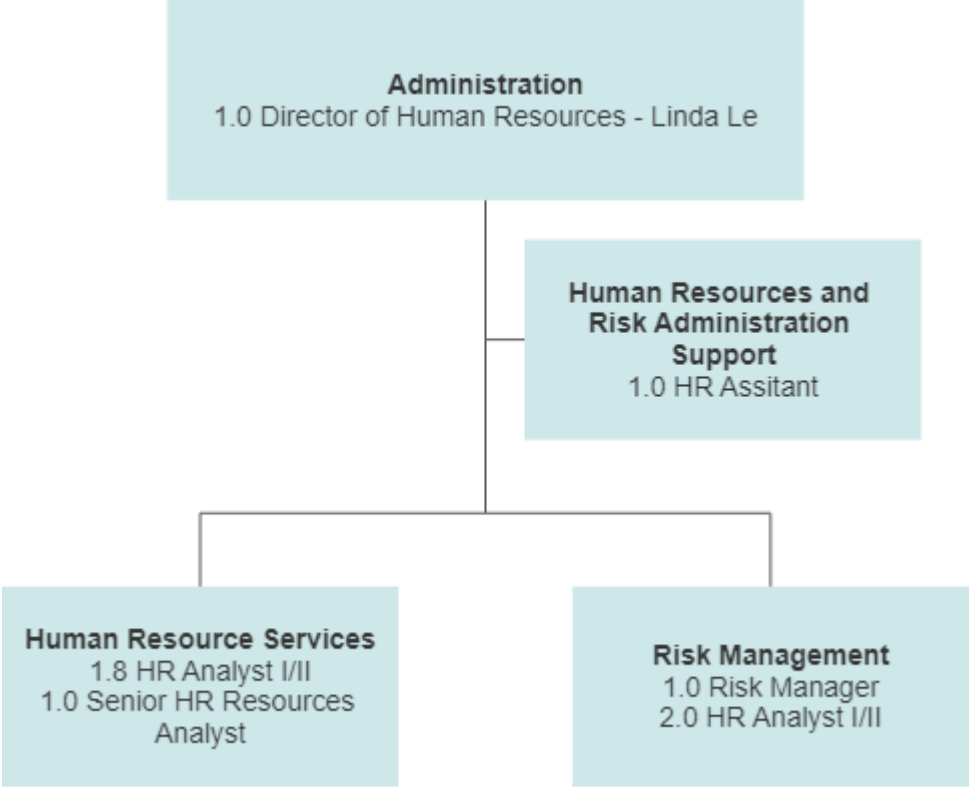 Administration
1.0 Director of Human Resources - Linda Le
Human Resources and
Risk Administration
Support
1.0 HR Assitant
Human Resource Services
1.8 HR Analyst I/II
1.0 Senior HR Resources
Analyst
Risk Management
1.0 Risk Manager
2.0 HR Analyst I/II